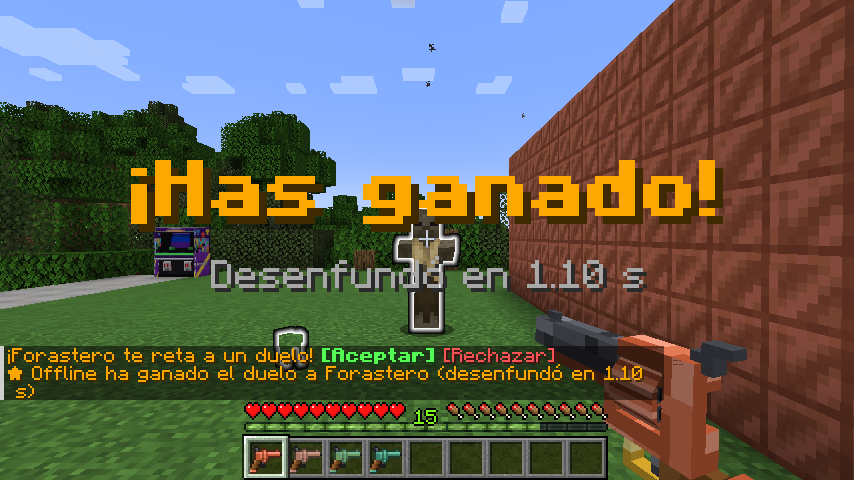 ¡Has ganado!
Desenfundó en 1.10 s
¡Forastero te reta a un duelo! [Aceptar] [Rechazar]
★ Offline ha ganado el duelo a Forastero (desenfundó en 1.10
s)
15